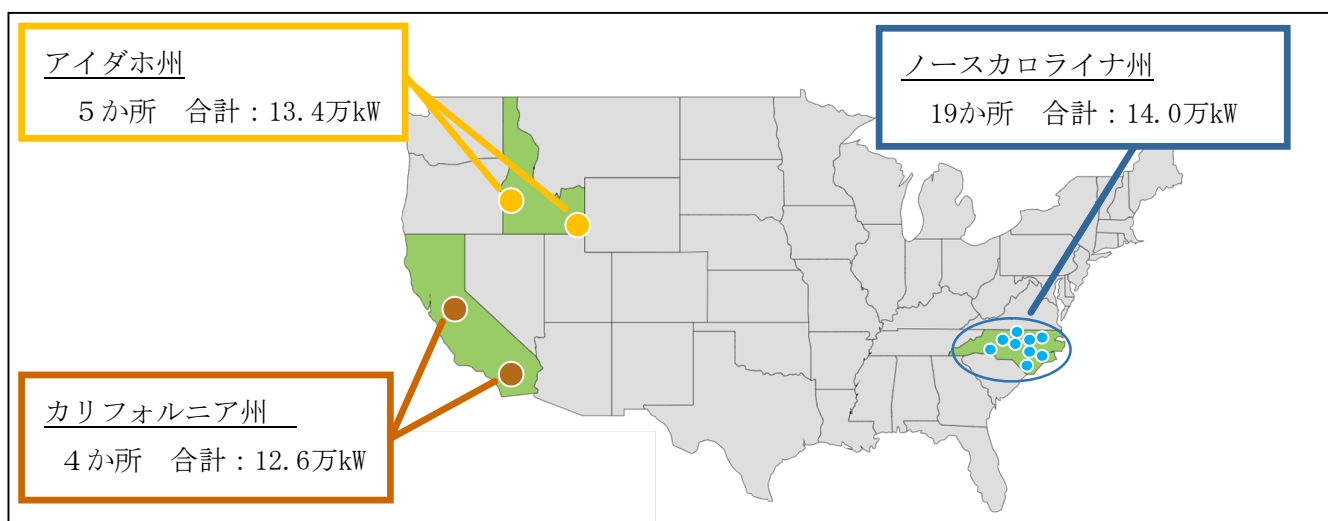 アイダホ州
５か所　合計：13.4万kW
ノースカロライナ州
19か所　合計：14.0万kW
カリフォルニア州
４か所　合計：12.6万kW